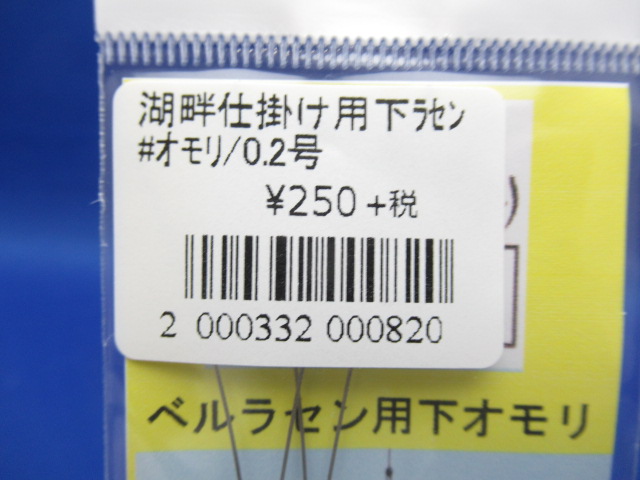 湖畔仕掛け用下ﾗｾﾝ
#ｵﾓﾘ/0.2号
¥250+税
2 000332 000820
ベルラセン用下オモリ